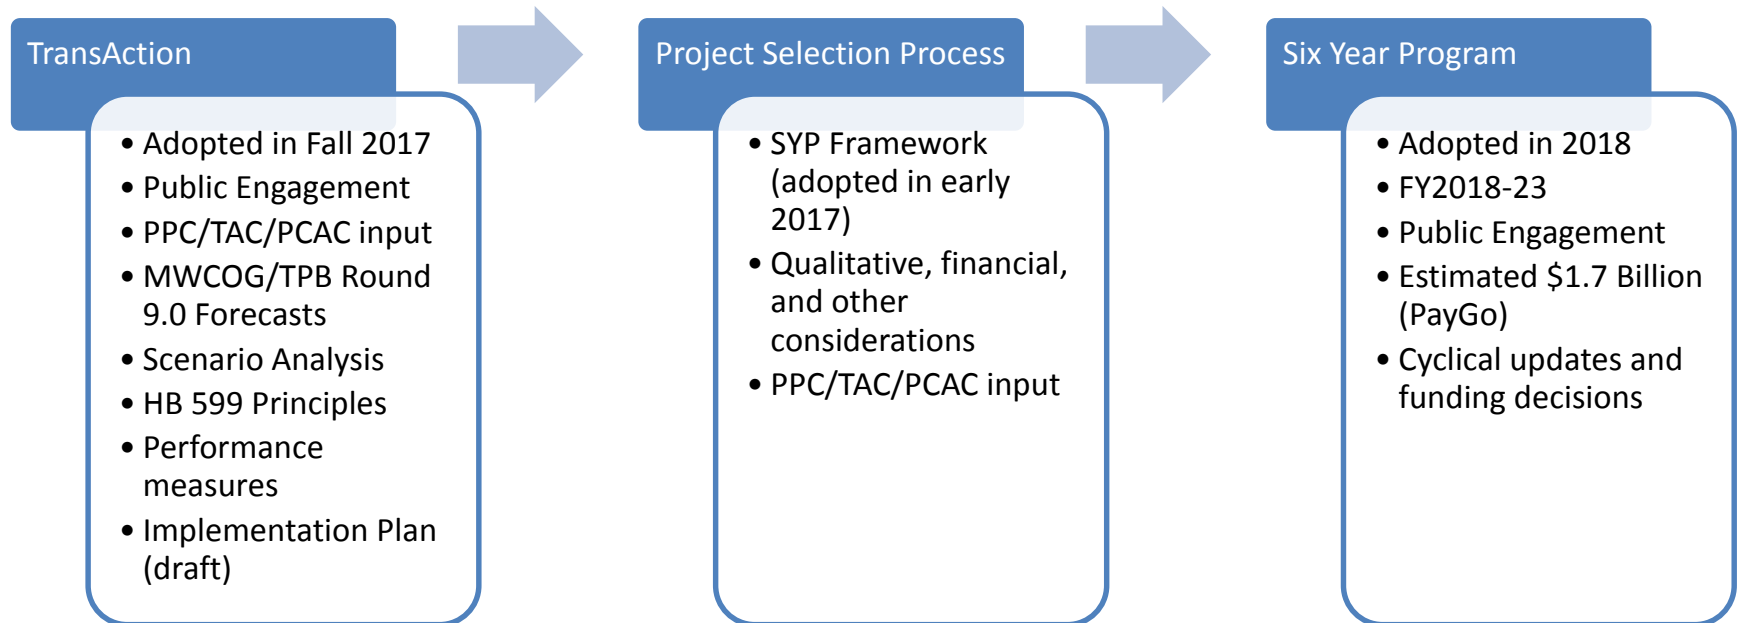 TransAction
• Adopted in Fall 2017
• Public Engagement
• PPC/TAC/PCAC input
• MWCOG/TPB Round
9.0 Forecasts
• Scenario Analysis
• HB 599 Principles
• Performance
measures
• Implementation Plan
(draft)
Project Selection Process
• SYP Framework
(adopted in early
2017)
• Qualitative, financial,
and other
considerations
• PPC/TAC/PCAC input
Six Year Program
• Adopted in 2018
• FY2018-23
• Public Engagement
• Estimated $1.7 Billion
(PayGo)
• Cyclical updates and
funding decisions